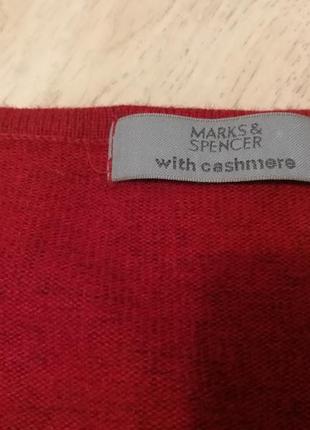 MARKS &
SPENCER
with cashmere